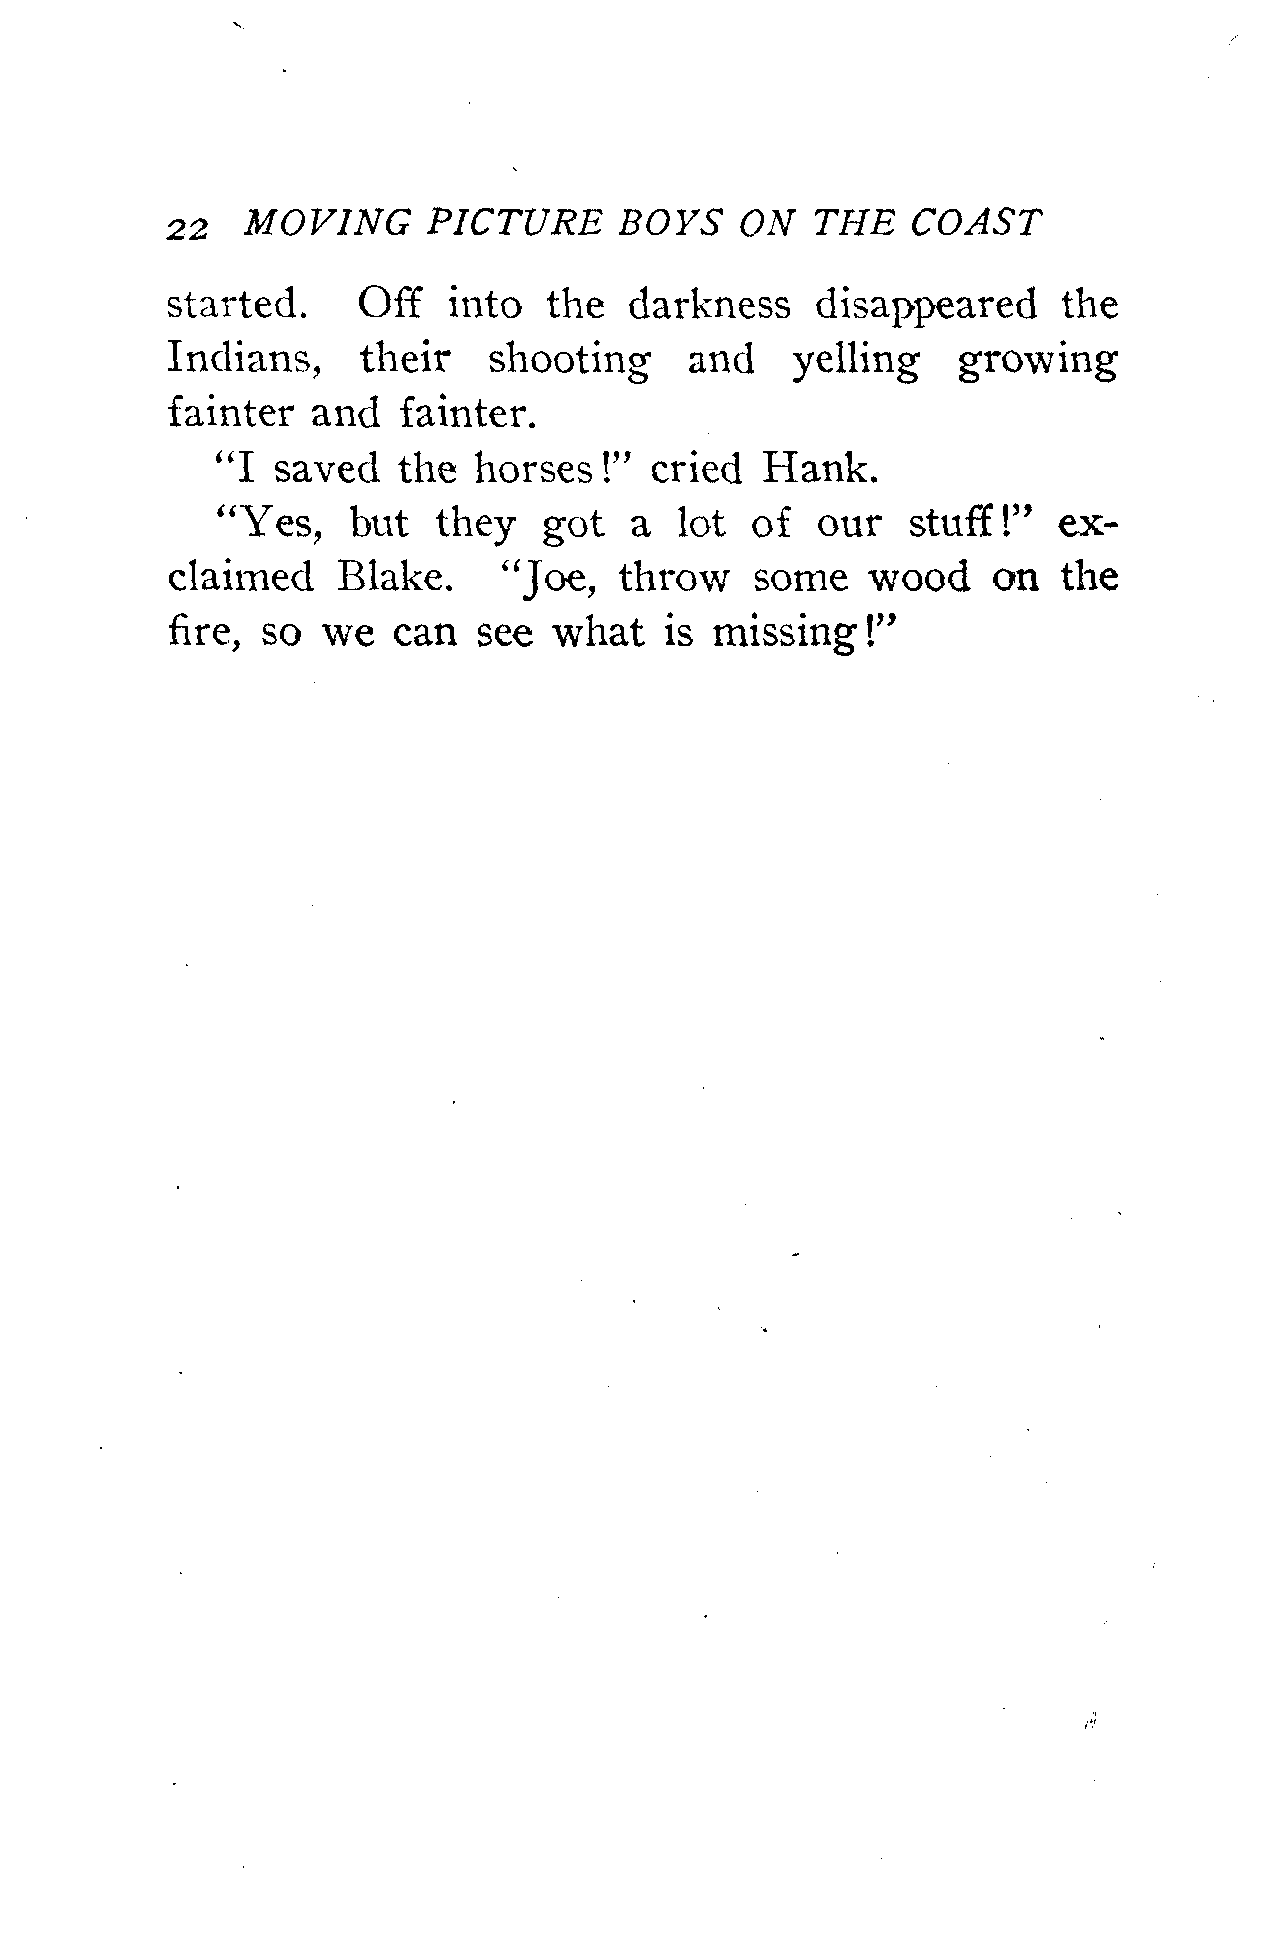 22 MOVING PICTURE BOYS ON THE COAST
started. Off into the darkness disappeared the
Indians, their shooting and yelling growing
fainter and fainter.
"I saved the horses!" cried Hank.
"Yes, but they got a lot of our stuff!" ex-
claimed Blake. "Joe, throw some wood on the
fire, so we can see what is missing!"